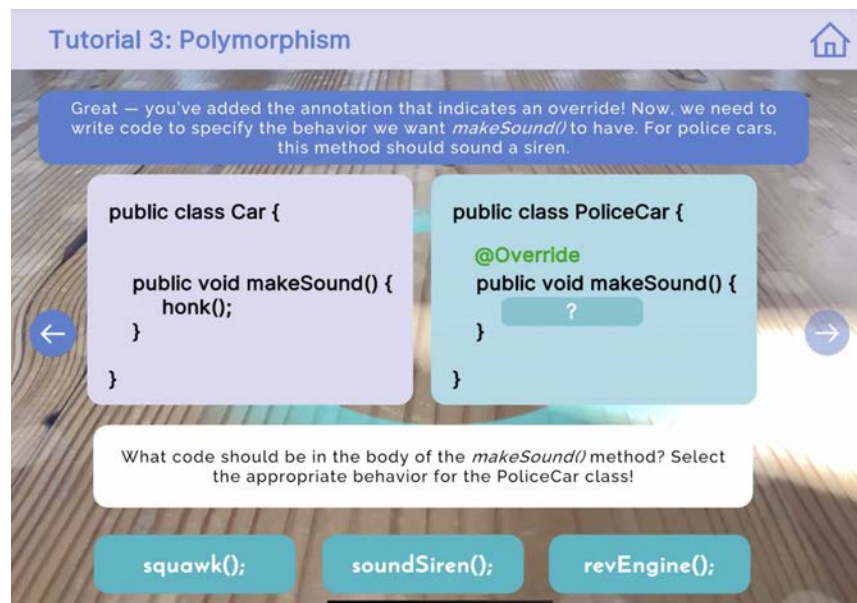 Tutorial 3: Polymorphism
Great — you've added the annotation that indicates an override! Now, we need to
write code to specify the behavior we want makeSound() to have. For police cars,
this method should sound a siren.
public class Car {
public void makeSound() {
honk();
}
}
public class PoliceCar {
@Override
public void makeSound() {
?
}
}
What code should be in the body of the makeSound() method? Select
the appropriate behavior for the PoliceCar class!
squawk();
soundSiren();
revEngine();